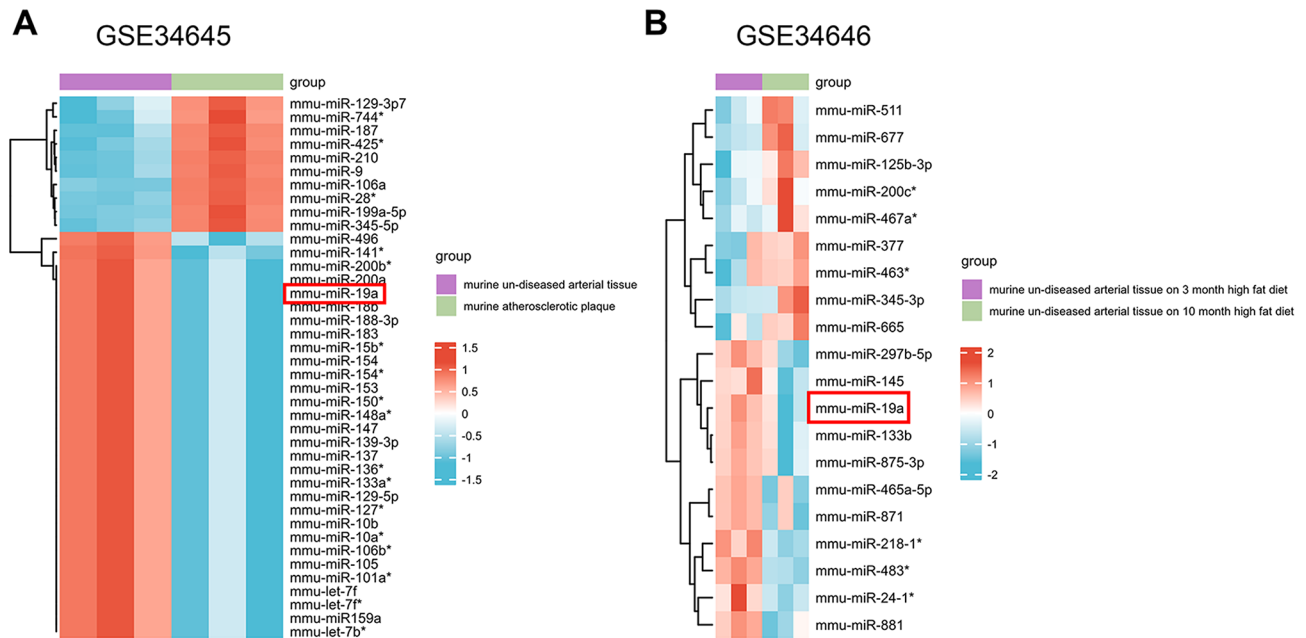 A
GSE34645
group
mmu-miR-129-3p7
mmu-miR-744*
mmu-miR-187
mmu-miR-425*
mmu-miR-210
mmu-miR-9
mmu-miR-106a
mmu-miR-28*
mmu-miR-199a-5p
mmu-miR-345-5p
mmu-miR-496
mmu-miR-141*
mmu-miR-200b*
mmu-miR-200a
mmu-miR-19a
mmu-miR-18b
mmu-miR-188-3p
mmu-miR-183
mmu-miR-15b*
mmu-miR-154
mmu-miR-154*
mmu-miR-153
mmu-miR-150*
mmu-miR-148a*
mmu-miR-147
mmu-miR-139-3p
mmu-miR-137
mmu-miR-136*
mmu-miR-133a*
mmu-miR-129-5p
mmu-miR-127*
mmu-miR-10b
mmu-miR-10a*
mmu-miR-106b*
mmu-miR-105
mmu-miR-101a*
mmu-let-7f
mmu-let-7f*
mmu-miR159a
mmu-let-7b*
group
murine un-diseased arterial tissue
murine atherosclerotic plaque
1.5
1
0.5
0
-0.5
-1
-1.5
B
GSE34646
group
mmu-miR-511
mmu-miR-677
mmu-miR-125b-3p
mmu-miR-200c*
mmu-miR-467a*
mmu-miR-377
mmu-miR-463*
mmu-miR-345-3p
mmu-miR-665
mmu-miR-297b-5p
mmu-miR-145
mmu-miR-19a
mmu-miR-133b
mmu-miR-875-3p
mmu-miR-465a-5p
mmu-miR-871
mmu-miR-218-1*
mmu-miR-483*
mmu-miR-24-1*
mmu-miR-881
group
murine un-diseased arterial tissue on 3 month high fat diet
murine un-diseased arterial tissue on 10 month high fat diet
2
1
0
-1
-2